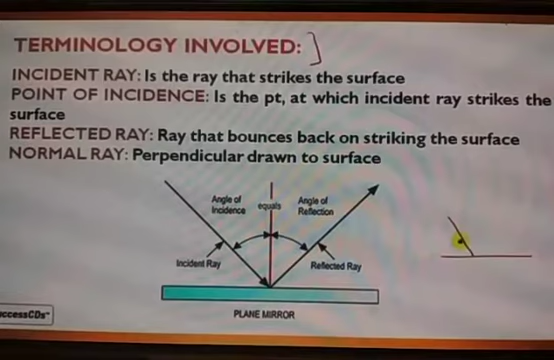 TERMINOLOGY INVOLVED:
INCIDENT RAY: Is the ray that strikes the surface
POINT OF INCIDENCE: Is the pt, at which incident ray strikes the
surface
REFLECTED RAY: Ray that bounces back on striking the surface
NORMAL RAY: Perpendicular drawn to surface
Angle of
Incidence
equals
Angle of
Reflection
Incident Ray
Reflected Ray
PLANE MIRROR
ccessCDs